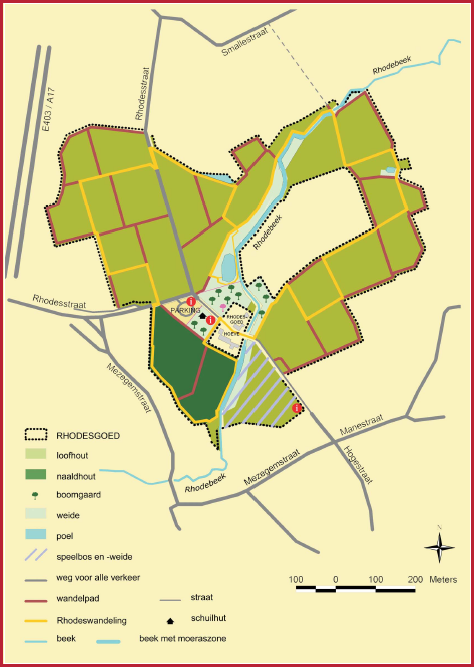 Smallestraat
Rhodebeek
E403 / A17
Rhodesstraat
Rhodebeek
Rhodesstraat
PARKING
RHODES-
GOED
HOEVE
Mezegemstraat
Manestraat
Hogestraat
Mezegemstraat
Rhodebeek
RHODESGOED
loofhout
naaldhout
boomgaard
weide
poel
speelbos en -weide
weg voor alle verkeer
wandelpad
Rhodeswandeling
beek
straat
schuilhut
beek met moeraszone
N
100 0 100 200 Meters